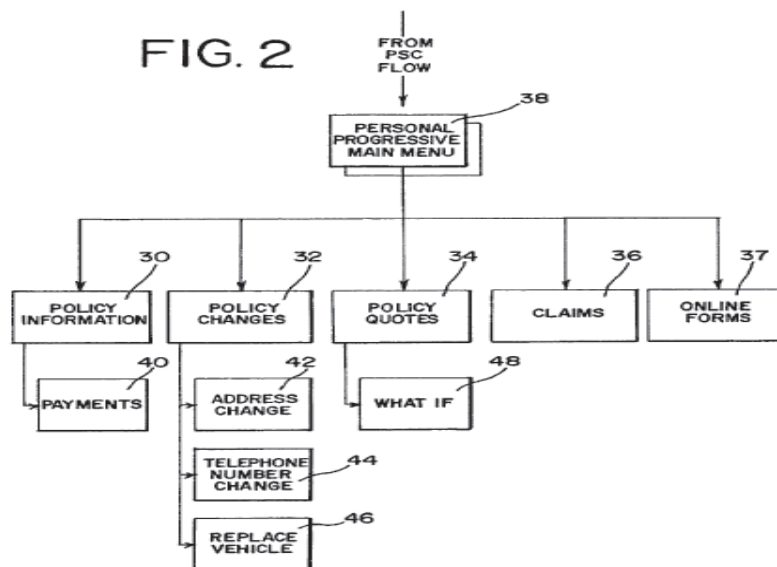 FIG. 2
FROM
PSC
FLOW
38
PERSONAL
PROGRESSIVE
MAIN MENU
30
32
34
36
37
POLICY
INFORMATION
POLICY
CHANGES
POLICY
QUOTES
CLAIMS
ONLINE
FORMS
40
42
48
PAYMENTS
ADDRESS
CHANGE
WHAT IF
44
TELEPHONE
NUMBER
CHANGE
46
REPLACE
VEHICLE